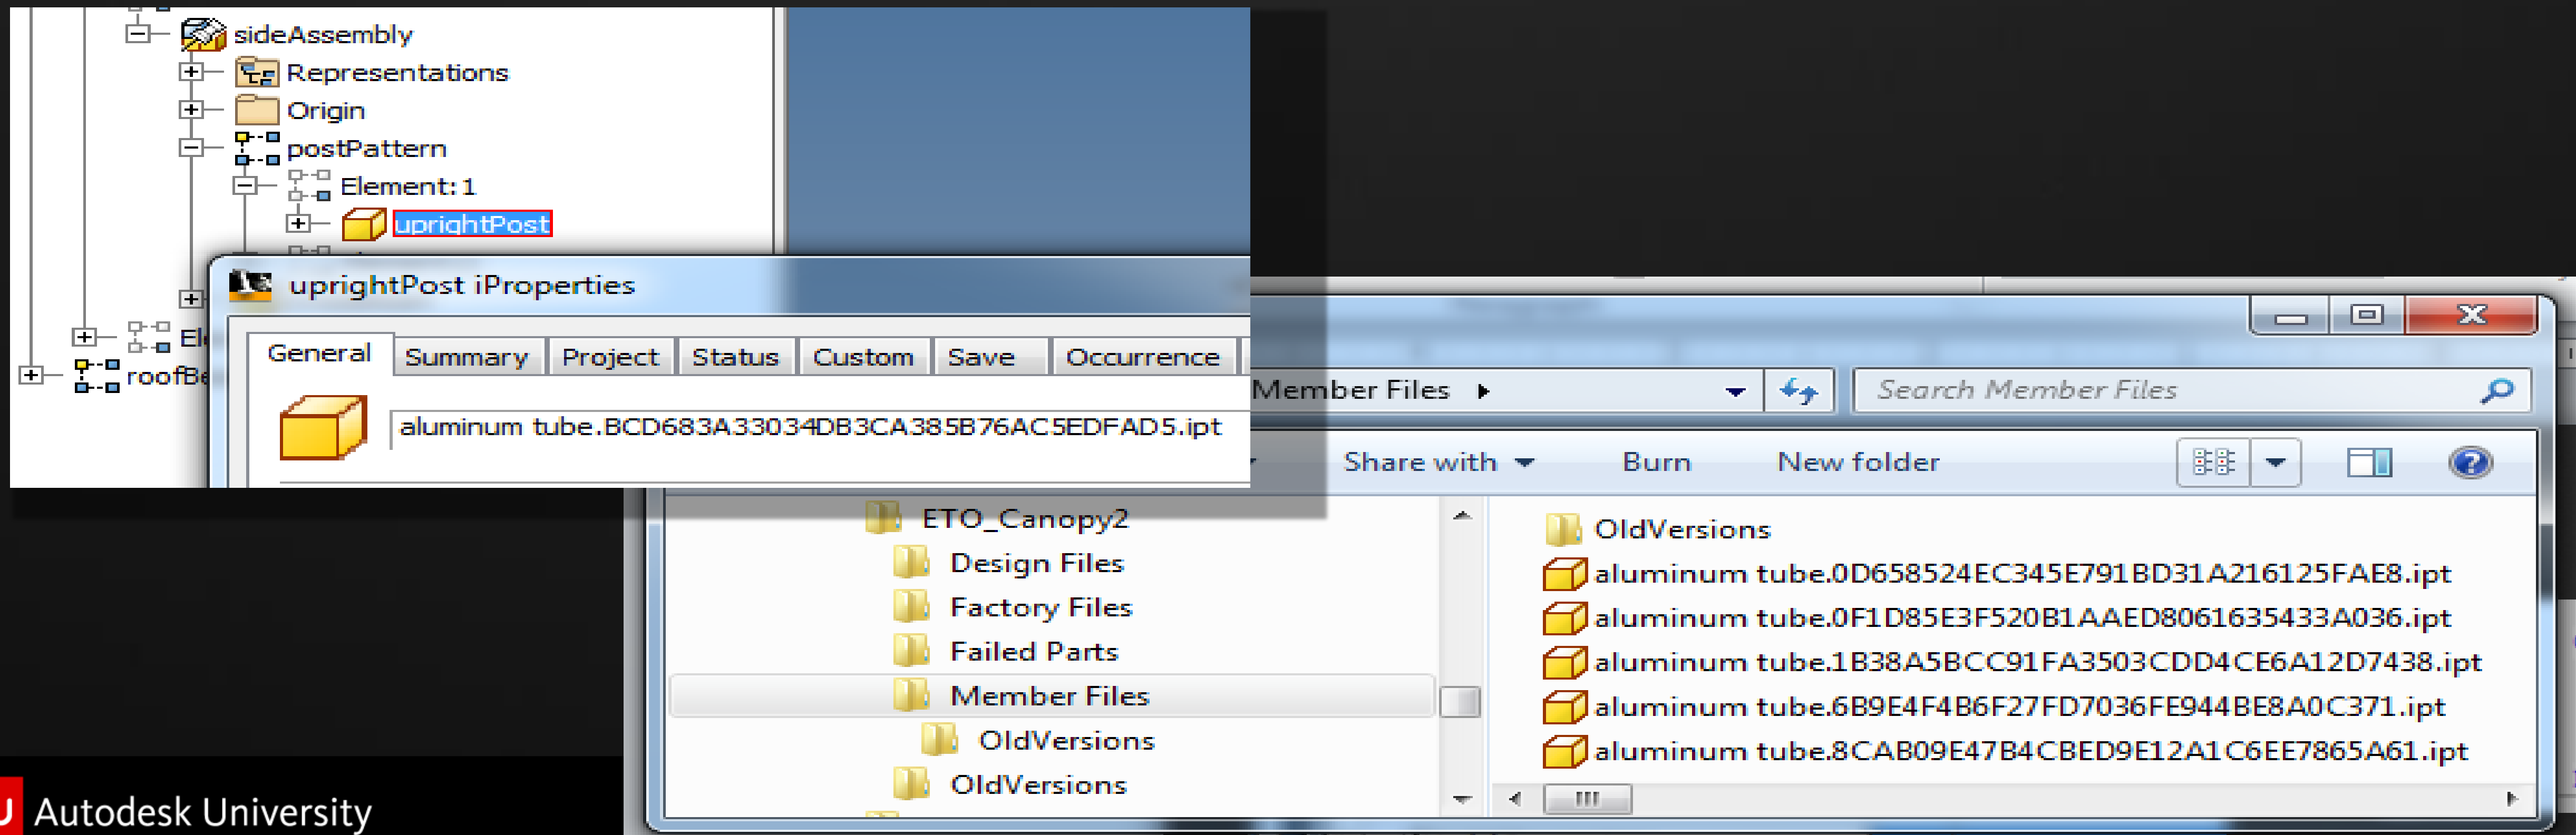 sideAssembly
Representations
Origin
postPattern
Element:1
uprightPost
uprightPost iProperties
General Summary Project Status Custom Save Occurrence
roofBe
aluminum tube.BCD683A33034DB3CA385B76AC5EDFAD5.ipt
Member Files
Search Member Files
Share with Burn New folder
ETO_Canopy2
Design Files
Factory Files
Failed Parts
Member Files
OldVersions
OldVersions
OldVersions
aluminum tube.0D658524EC345E791BD31A216125FAE8.ipt
aluminum tube.0F1D85E3F520B1AAED8061635433A036.ipt
aluminum tube.1B38A5BCC91FA3503CDD4CE6A12D7438.ipt
aluminum tube.6B9E4F4B6F27FD7036FE944BE8A0C371.ipt
aluminum tube.8CAB09E47B4CBED9E12A1C6EE7865A61.ipt
Autodesk University